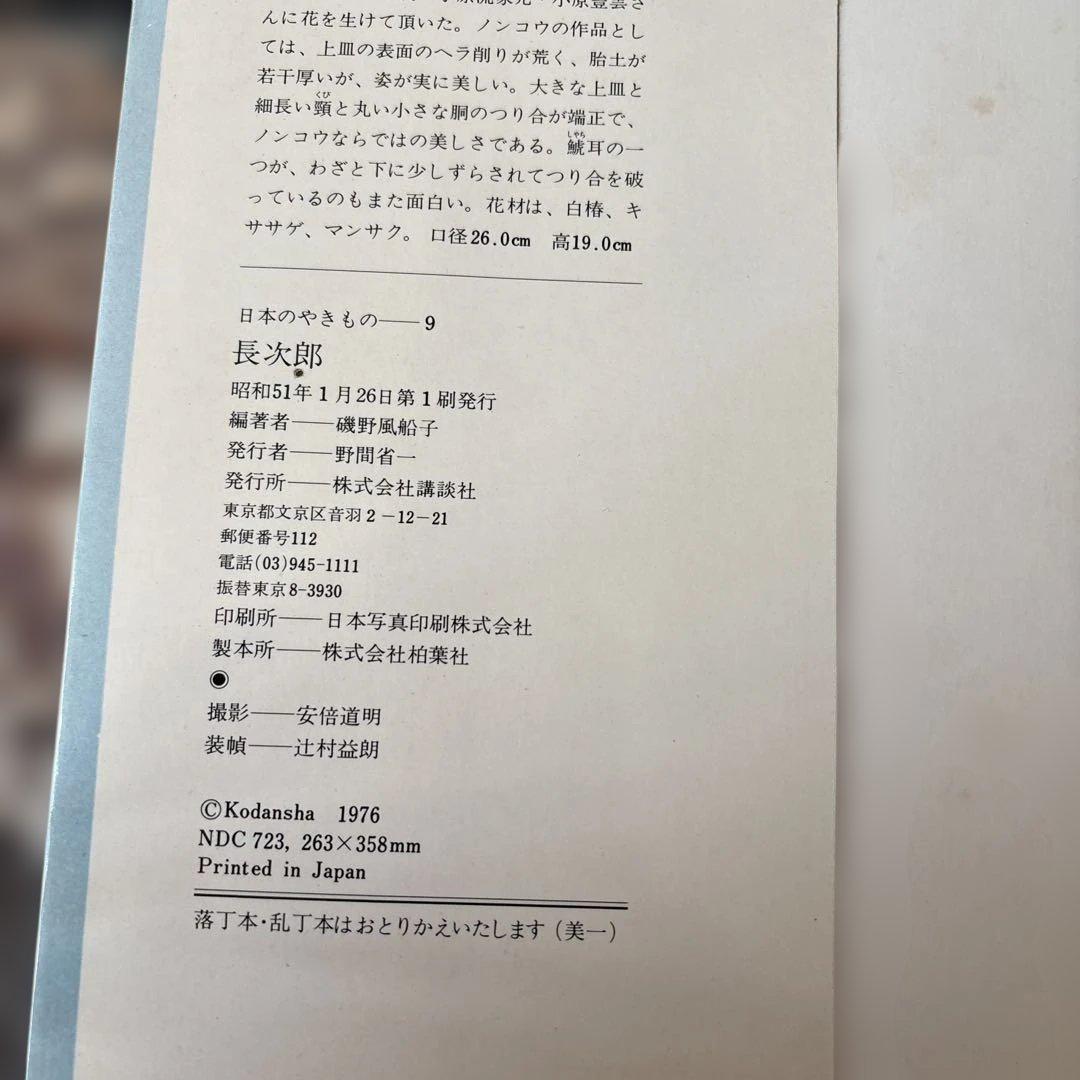 小原流家元・小原豊雲さ
んに花を生けて頂いた。ノンコウの作品とし
ては、上皿の表面のヘラ削りが荒く、胎土が
若干厚いが、姿が実に美しい。大きな上皿と
細長い頸と丸い小さな胴のつり合が端正で、
ノンコウならではの美しさである。鯱耳の一
つが、わざと下に少しずらされてつり合を破
っているのもまた面白い。花材は、白椿、キ
ササゲ、マンサク。 口径26.0cm 高19.0cm
日本のやきもの——9
長次郎
昭和51年1月26日第1刷発行
編著者——磯野風船子
発行者——野間省一
発行所——株式会社講談社
東京都文京区音羽2-12-21
郵便番号112
電話(03)945-1111
振替東京8-3930
印刷所——日本写真印刷株式会社
製本所——株式会社柏葉社
◉
撮影——安倍道明
装幀——辻村益朗
©Kodansha 1976
NDC 723, 263×358mm
Printed in Japan
落丁本・乱丁本はおとりかえいたします(美一)